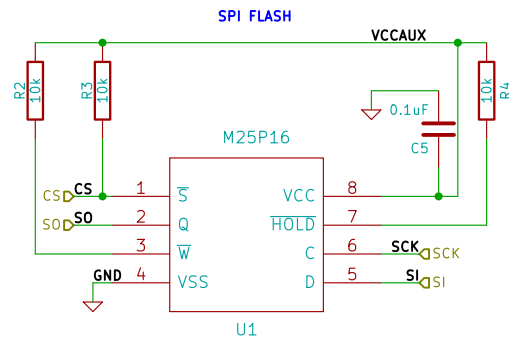 SPI FLASH
VCCAUX
R2
10k
R3
10k
0.1uF
C5
10k
R4
M25P16
CS
CS
1
S
VCC
8
SO
SO
2
Q
HOLD
7
3
W
C
6
SCK
SCK
GND
4
VSS
D
5
SI
SI
U1